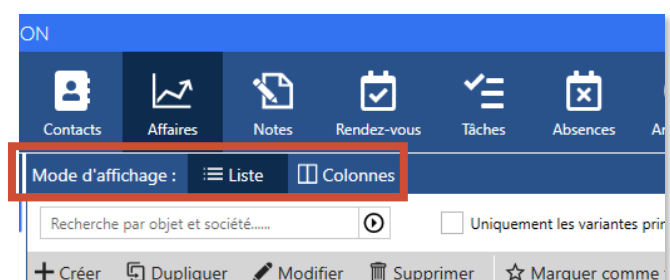 ON
Contacts Affaires Notes Rendez-vous Tâches Absences
Mode d'affichage : Liste Colonnes
Recherche par objet et société...... Uniquement les variantes
Créer Dupliquer Modifier Supprimer Marquer comme